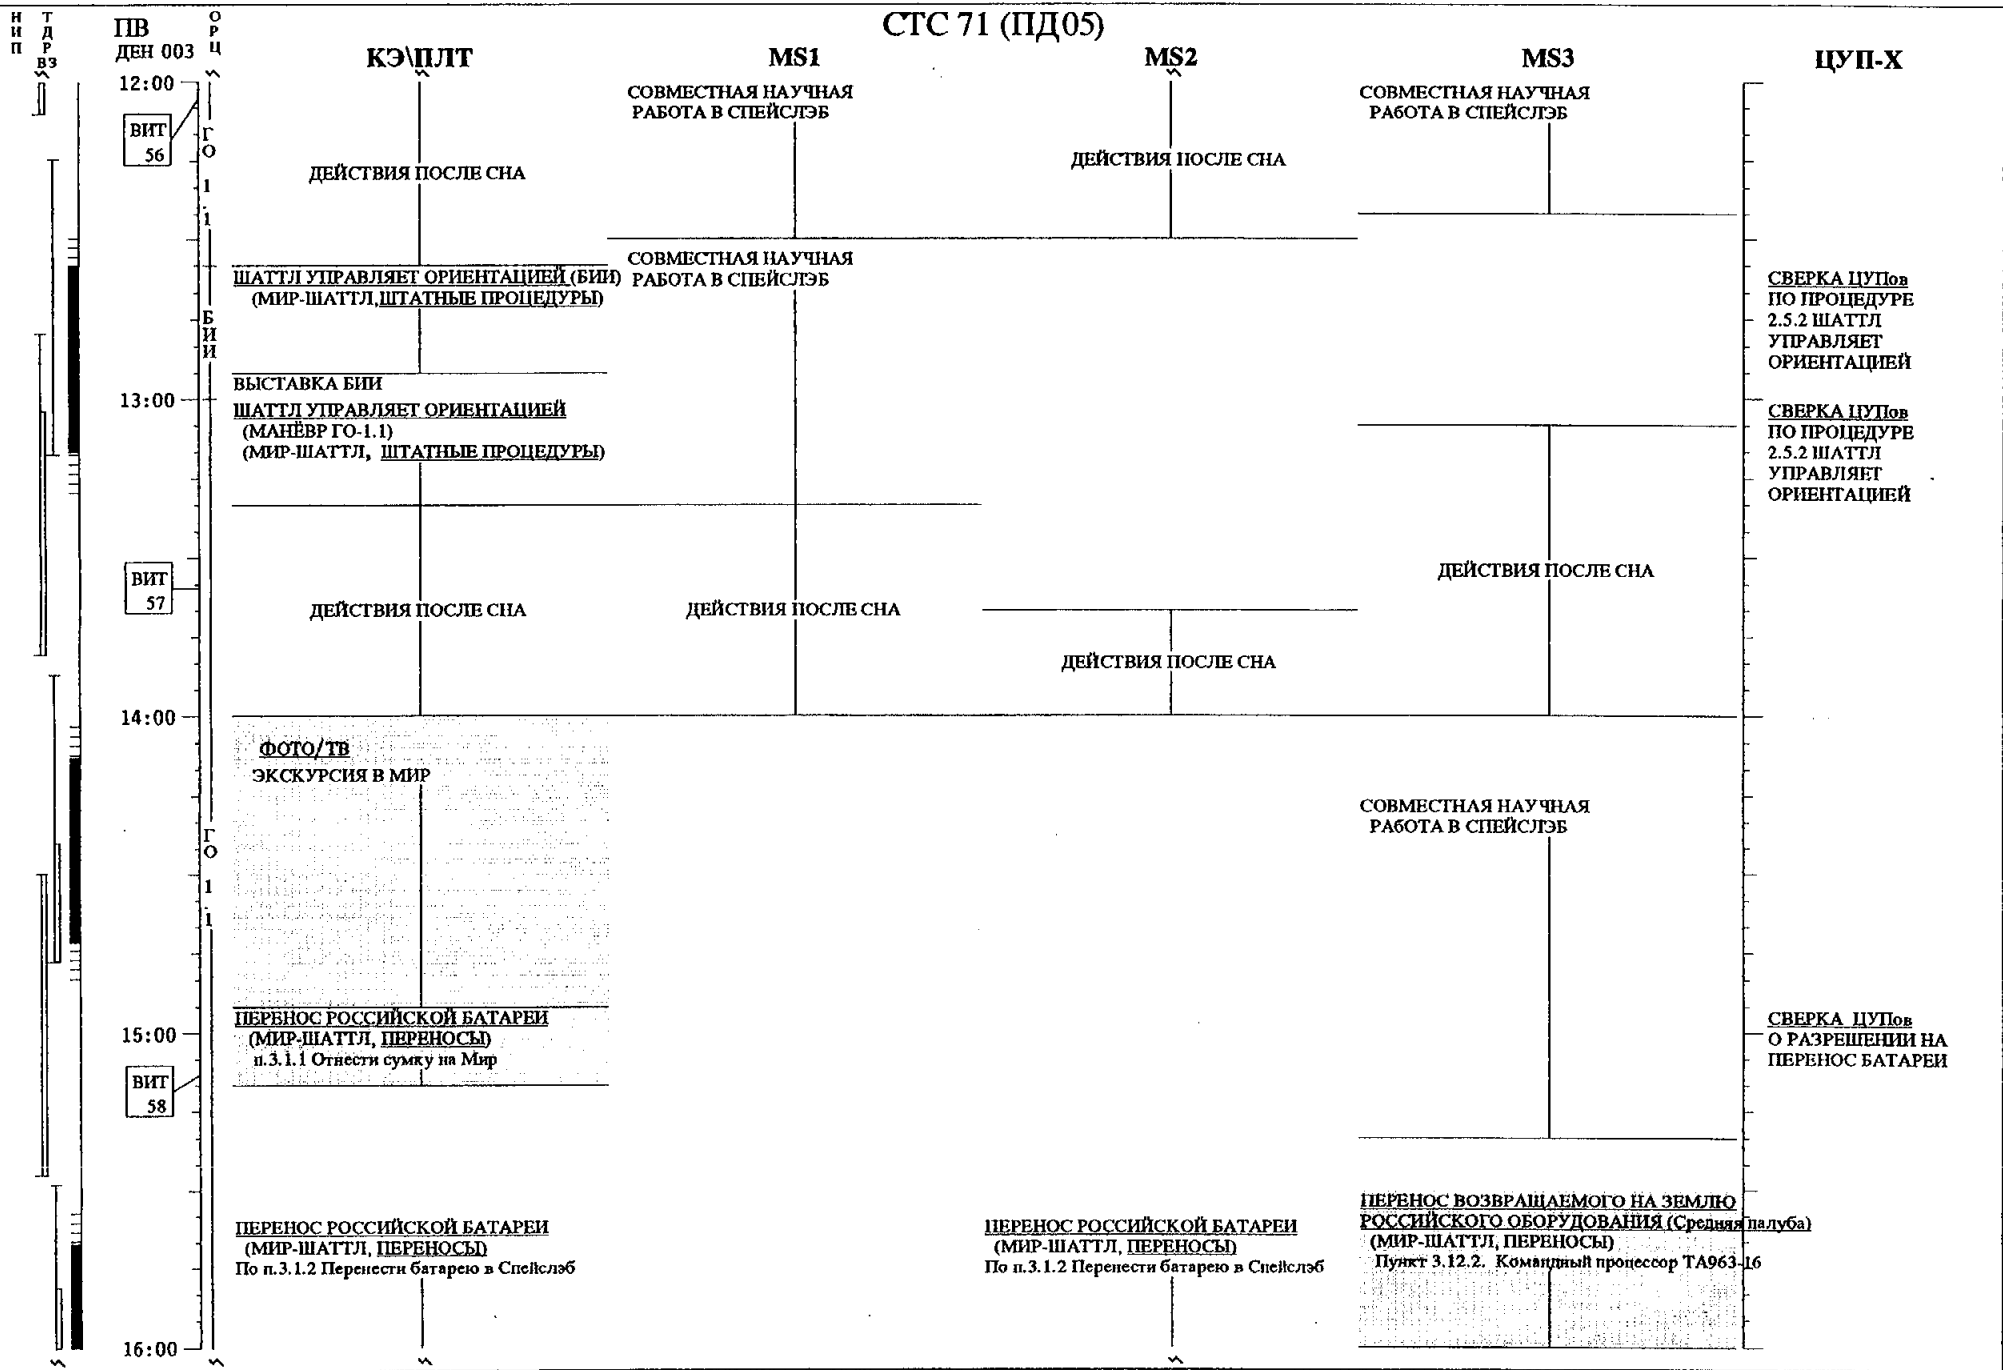 СТС 71 (ПД05)
НИП
ТДРВЗ
ПВ
ДЕН 003
ОРЦ
КЭ\ПЛТ
MS1
MS2
MS3
ЦУП-Х
12:00
ВИТ
56
ГО 1.1
БИИ
13:00
ВИТ
57
14:00
ГО 1.1
15:00
ВИТ
58
16:00
ДЕЙСТВИЯ ПОСЛЕ СНА
ШАТТЛ УПРАВЛЯЕТ ОРИЕНТАЦИЕЙ (БИИ)
(МИР-ШАТТЛ,ШТАТНЫЕ ПРОЦЕДУРЫ)
ВЫСТАВКА БИИ
ШАТТЛ УПРАВЛЯЕТ ОРИЕНТАЦИЕЙ
(МАНЁВР ГО-1.1)
(МИР-ШАТТЛ, ШТАТНЫЕ ПРОЦЕДУРЫ)
ДЕЙСТВИЯ ПОСЛЕ СНА
ФОТО/ТВ
ЭКСКУРСИЯ В МИР
ПЕРЕНОС РОССИЙСКОЙ БАТАРЕИ
(МИР-ШАТТЛ, ПЕРЕНОСЫ)
п.3.1.1 Отнести сумку на Мир
ПЕРЕНОС РОССИЙСКОЙ БАТАРЕИ
(МИР-ШАТТЛ, ПЕРЕНОСЫ)
По п.3.1.2 Перенести батарею в Спейслэб
СОВМЕСТНАЯ НАУЧНАЯ
РАБОТА В СПЕЙСЛЭБ
СОВМЕСТНАЯ НАУЧНАЯ
РАБОТА В СПЕЙСЛЭБ
ДЕЙСТВИЯ ПОСЛЕ СНА
ДЕЙСТВИЯ ПОСЛЕ СНА
ДЕЙСТВИЯ ПОСЛЕ СНА
ПЕРЕНОС РОССИЙСКОЙ БАТАРЕИ
(МИР-ШАТТЛ, ПЕРЕНОСЫ)
По п.3.1.2 Перенести батарею в Спейслэб
СОВМЕСТНАЯ НАУЧНАЯ
РАБОТА В СПЕЙСЛЭБ
ДЕЙСТВИЯ ПОСЛЕ СНА
СОВМЕСТНАЯ НАУЧНАЯ
РАБОТА В СПЕЙСЛЭБ
ПЕРЕНОС ВОЗВРАЩАЕМОГО НА ЗЕМЛЮ
РОССИЙСКОГО ОБОРУДОВАНИЯ (Средняя палуба)
(МИР-ШАТТЛ, ПЕРЕНОСЫ)
Пункт 3.12.2. Командный процессор ТА963-16
СВЕРКА ЦУПов
ПО ПРОЦЕДУРЕ
2.5.2 ШАТТЛ
УПРАВЛЯЕТ
ОРИЕНТАЦИЕЙ
СВЕРКА ЦУПов
ПО ПРОЦЕДУРЕ
2.5.2 ШАТТЛ
УПРАВЛЯЕТ
ОРИЕНТАЦИЕЙ
СВЕРКА ЦУПов
О РАЗРЕШЕНИИ НА
ПЕРЕНОС БАТАРЕИ